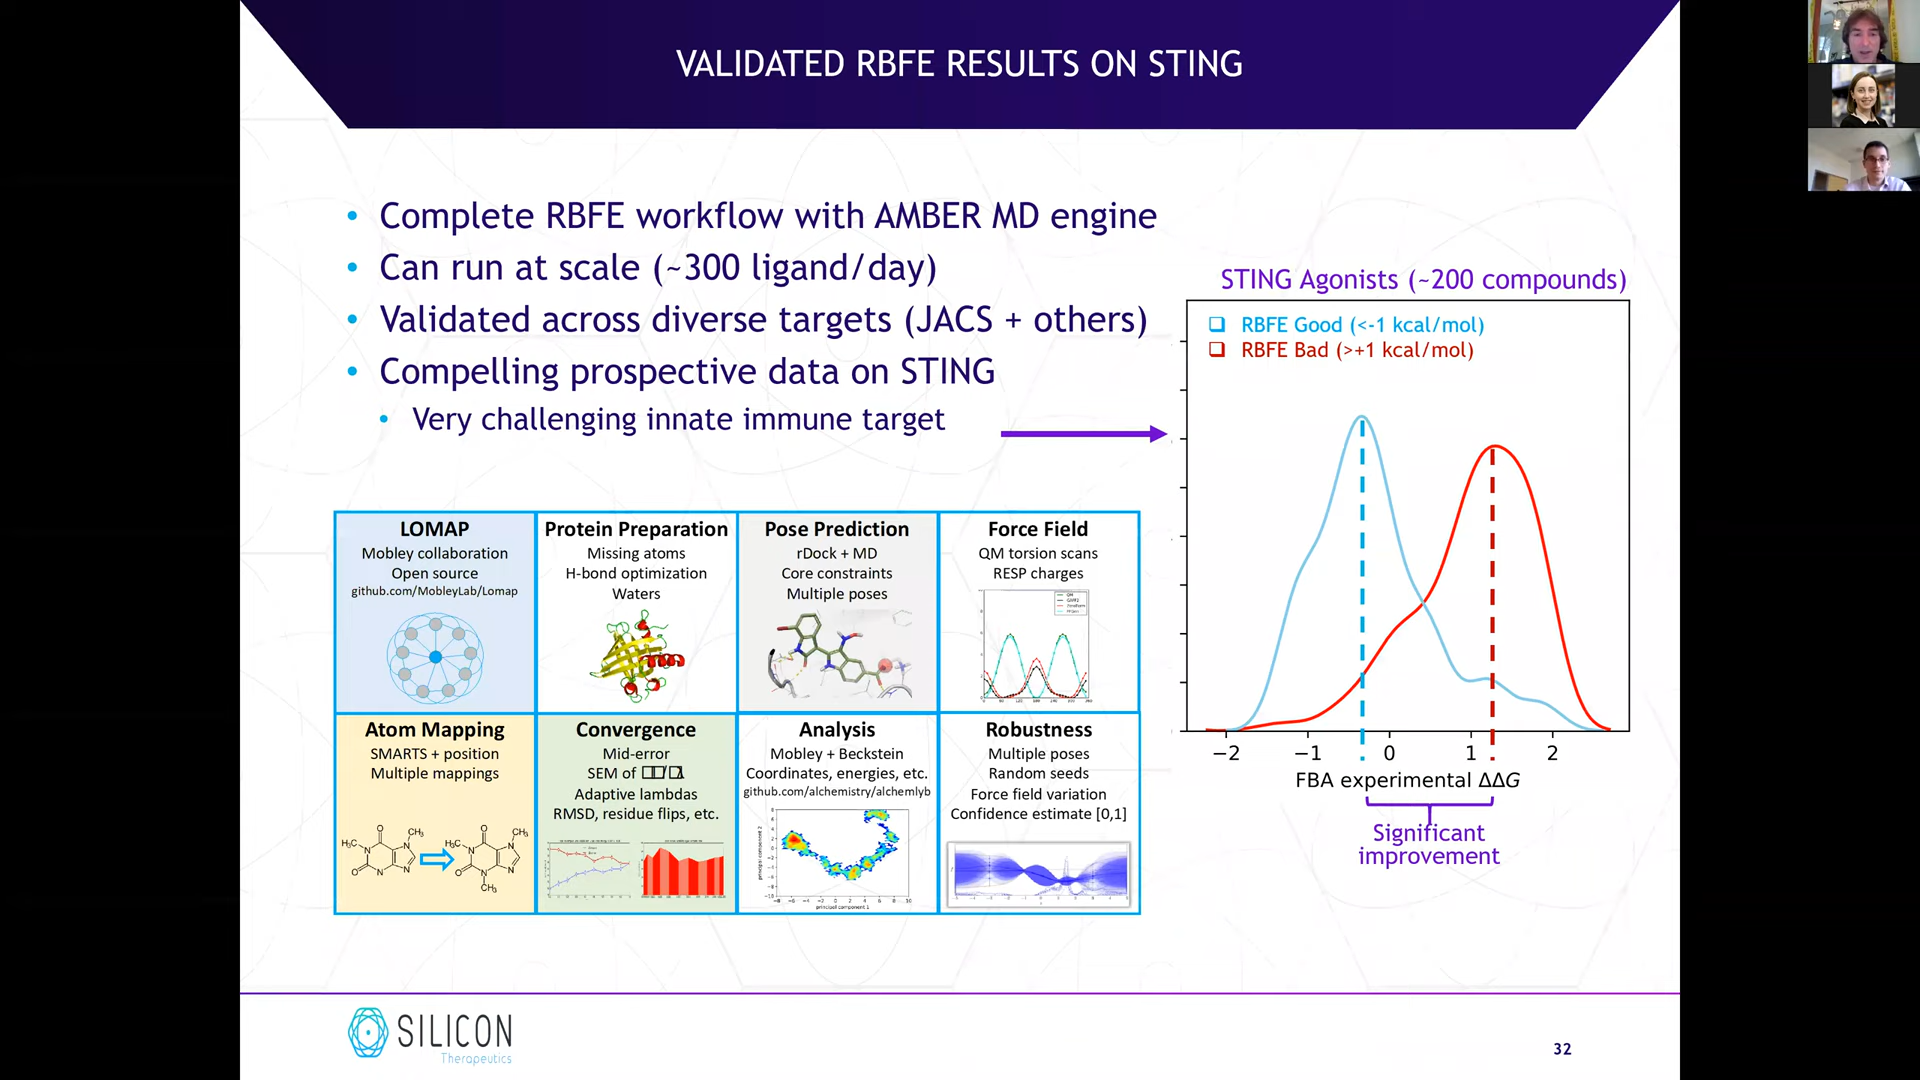 VALIDATED RBFE RESULTS ON STING
• Complete RBFE workflow with AMBER MD engine
• Can run at scale (~300 ligand/day)
• Validated across diverse targets (JACS + others)
• Compelling prospective data on STING
• Very challenging innate immune target
STING Agonists (~200 compounds)
RBFE Good (<-1 kcal/mol)
RBFE Bad (>+1 kcal/mol)
−2 −1 0 1 2
FBA experimental ΔΔG
Significant
improvement
LOMAP
Mobley collaboration
Open source
github.com/MobleyLab/Lomap
Protein Preparation
Missing atoms
H-bond optimization
Waters
Pose Prediction
rDock + MD
Core constraints
Multiple poses
Force Field
QM torsion scans
RESP charges
Atom Mapping
SMARTS + position
Multiple mappings
Convergence
Mid-error
SEM of
Adaptive lambdas
RMSD, residue flips, etc.
Analysis
Mobley + Beckstein
Coordinates, energies, etc.
github.com/alchemistry/alchemlyb
principal component 2
principal component 1
Robustness
Multiple poses
Random seeds
Force field variation
Confidence estimate [0,1]
SILICON
Therapeutics
32